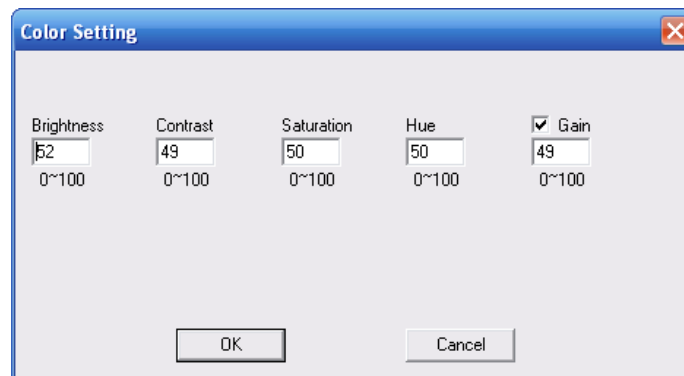 Color Setting
Brightness Contrast Saturation Hue Gain
52 49 50 50 49
0~100 0~100 0~100 0~100 0~100
OK Cancel